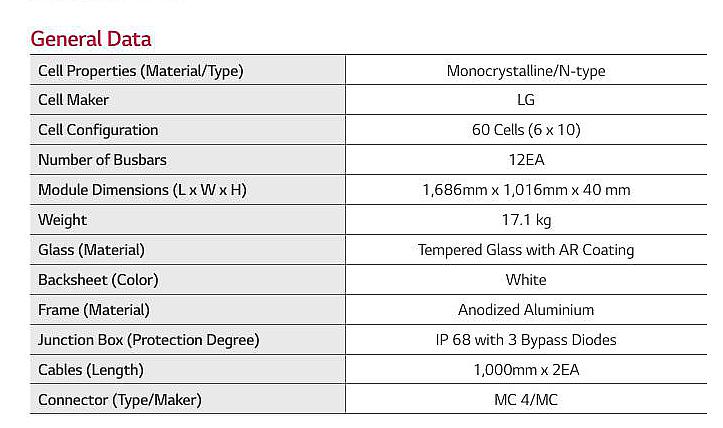 General Data
Cell Properties (Material/Type) Monocrystalline/N-type
Cell Maker LG
Cell Configuration 60 Cells (6 x 10)
Number of Busbars 12EA
Module Dimensions (L x W x H) 1,686mm x 1,016mm x 40 mm
Weight 17.1 kg
Glass (Material) Tempered Glass with AR Coating
Backsheet (Color) White
Frame (Material) Anodized Aluminium
Junction Box (Protection Degree) IP 68 with 3 Bypass Diodes
Cables (Length) 1,000mm x 2EA
Connector (Type/Maker) MC 4/MC